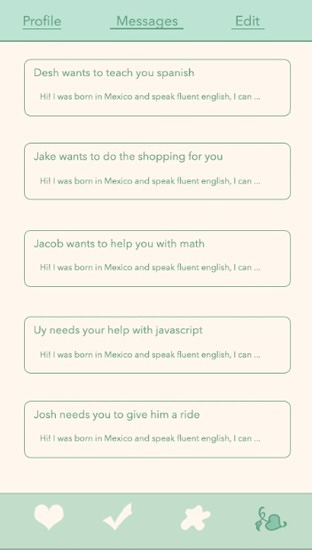 Profile
Messages
Edit
Desh wants to teach you spanish
Hi! I was born in Mexico and speak fluent english, I can ...
Jake wants to do the shopping for you
Hi! I was born in Mexico and speak fluent english, I can ...
Jacob wants to help you with math
Hi! I was born in Mexico and speak fluent english, I can ...
Uy needs your help with javascript
Hi! I was born in Mexico and speak fluent english, I can ...
Josh needs you to give him a ride
Hi! I was born in Mexico and speak fluent english, I can ...